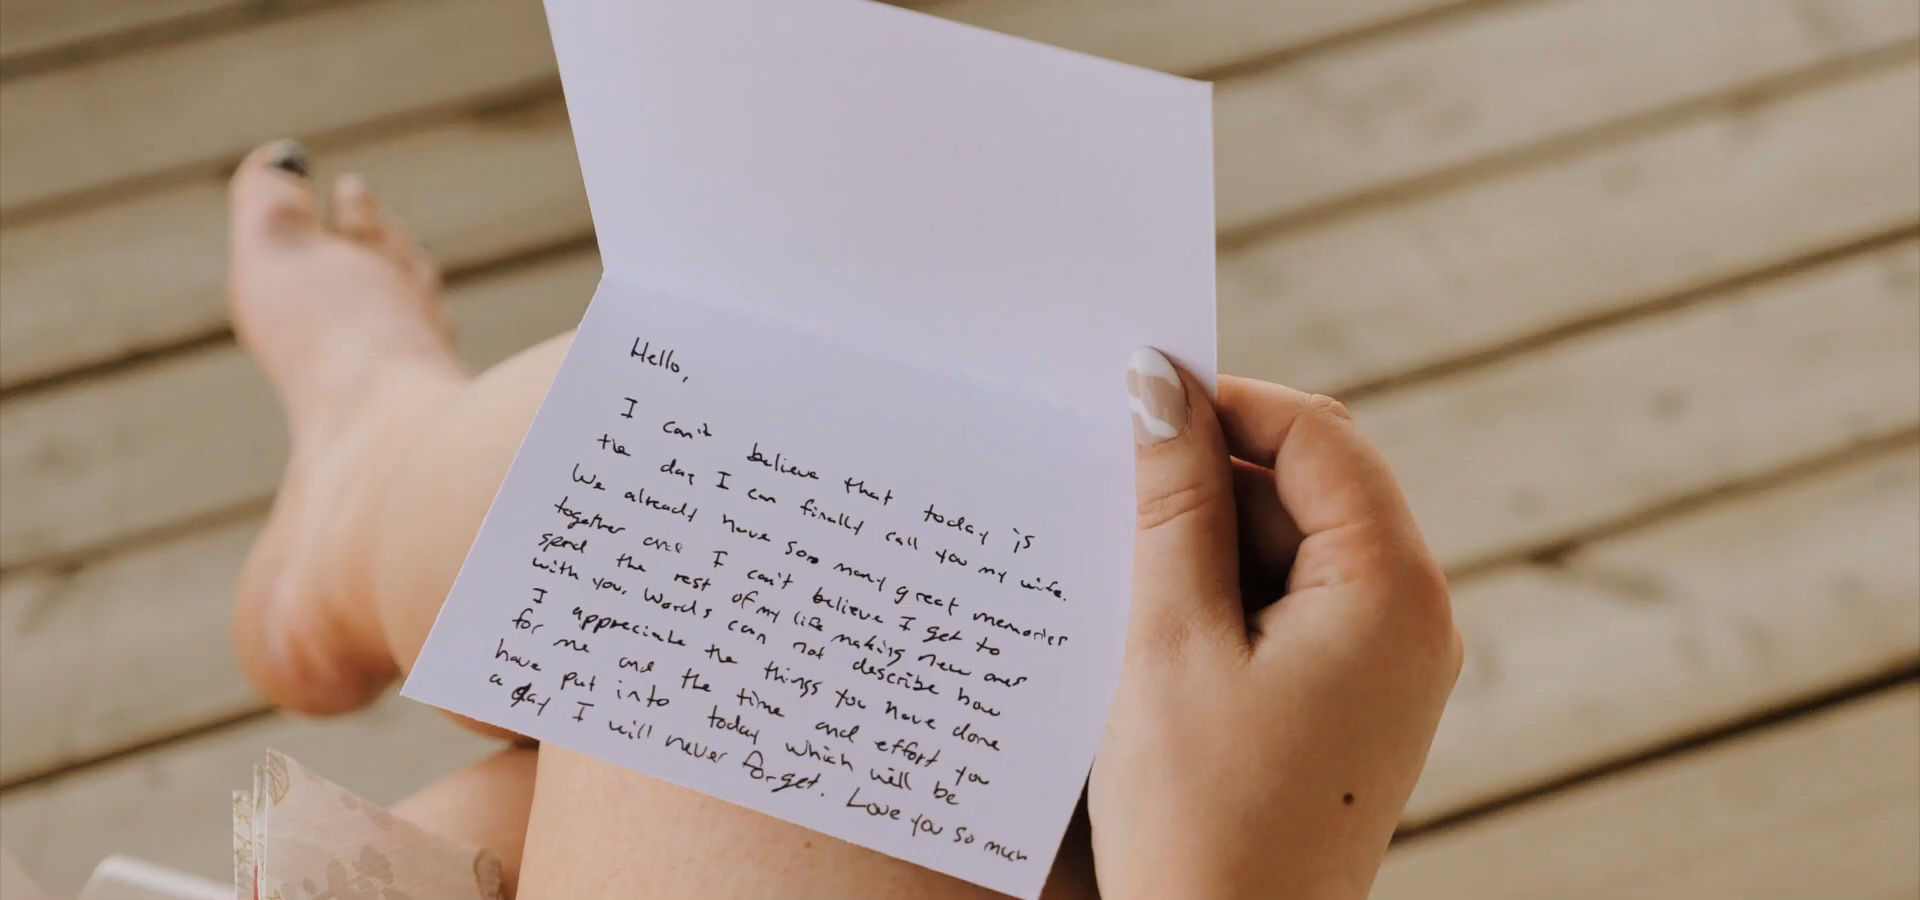 Hello,
I can't believe that today is
the day I can finally call you my wife.
We already have soo many great memories
together and I can't believe I get to
spend the rest of my life making new ones
with you. Words can not describe how
I appreciate the things you have done
for me and the time and effort you
have put into today which will be
a day I will never forget. Love you so much